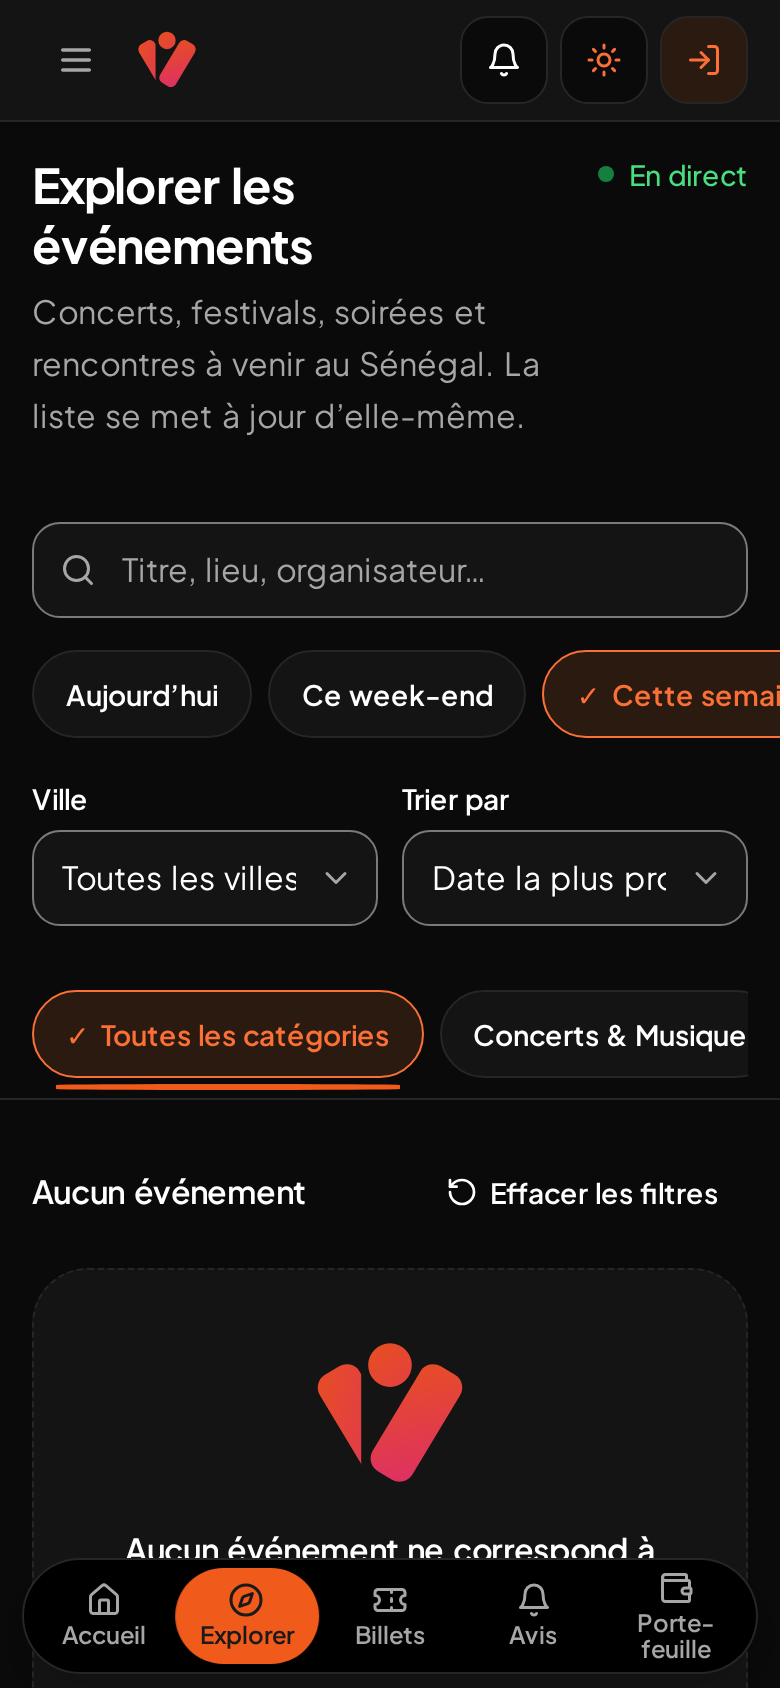 Explorer les
événements
En direct
Concerts, festivals, soirées et
rencontres à venir au Sénégal. La
liste se met à jour d’elle-même.
Titre, lieu, organisateur...
Aujourd’hui
Ce week-end
✓ Cette semai
Ville
Trier par
Toutes les villes
Date la plus pro
✓ Toutes les catégories
Concerts & Musique
Aucun événement
Effacer les filtres
Aucun événement ne correspond à
Accueil
Explorer
Billets
Avis
Porte-
feuille